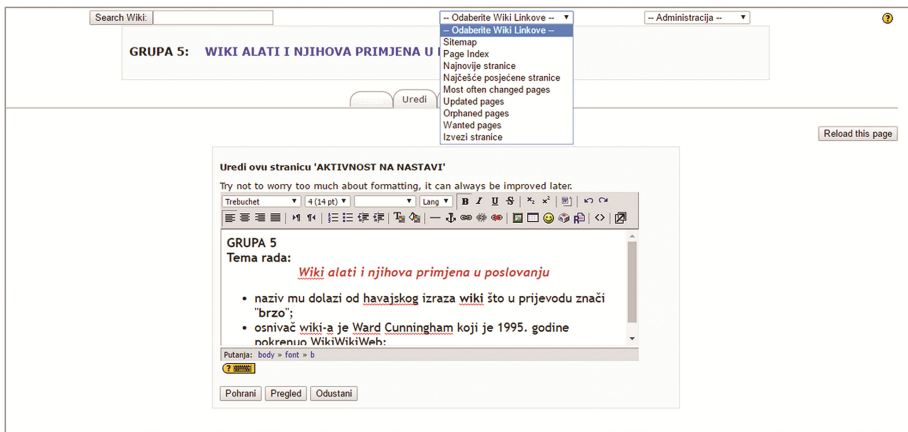 Search Wiki:
-- Odaberite Wiki Linkove --
-- Administracija --
-- Odaberite Wiki Linkove --
Sitemap
Page Index
Najnovije stranice
Najčešće posjećene stranice
Most often changed pages
Updated pages
Orphaned pages
Wanted pages
Izvezi stranice
GRUPA 5: WIKI ALATI I NJIHOVA PRIMJENA U
Uredi
Reload this page
Uredi ovu stranicu 'AKTIVNOST NA NASTAVI'
Try not to worry too much about formatting, it can always be improved later.
Trebuchet 4 (14 pt) Lang B I U S x₂ x²
GRUPA 5
Tema rada:
Wiki alati i njihova primjena u poslovanju
• naziv mu dolazi od havajskog izraza wiki što u prijevodu znači
"brzo";
• osnivač wiki-a je Ward Cunningham koji je 1995. godine
pokrenuo WikiWikiWeb;
Putanja: body » font » b
?
Pohrani Pregled Odustani